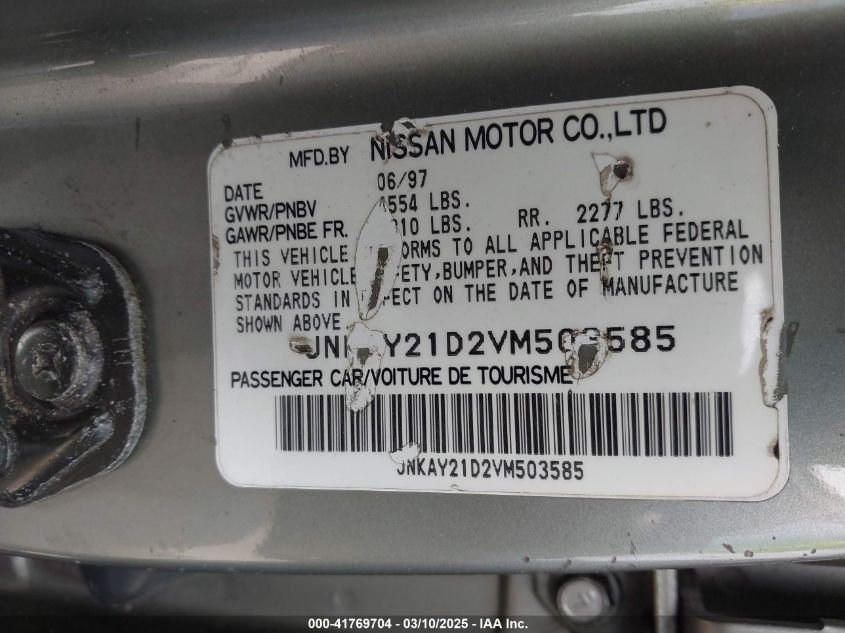 MFD.BY NISSAN MOTOR CO.,LTD
DATE 06/97
GVWR/PNBV 4554 LBS.
GAWR/PNBE FR. 310 LBS. RR. 2277 LBS.
THIS VEHICLE ORMS TO ALL APPLICABLE FEDERAL
MOTOR VEHICLE FETY,BUMPER,AND THEFT PREVENTION
STANDARDS IN FECT ON THE DATE OF MANUFACTURE
SHOWN ABOVE
JNKAY21D2VM503585
PASSENGER CAR/VOITURE DE TOURISME
JNKAY21D2VM503585
000-41769704 — 03/10/2025 — IAA Inc.